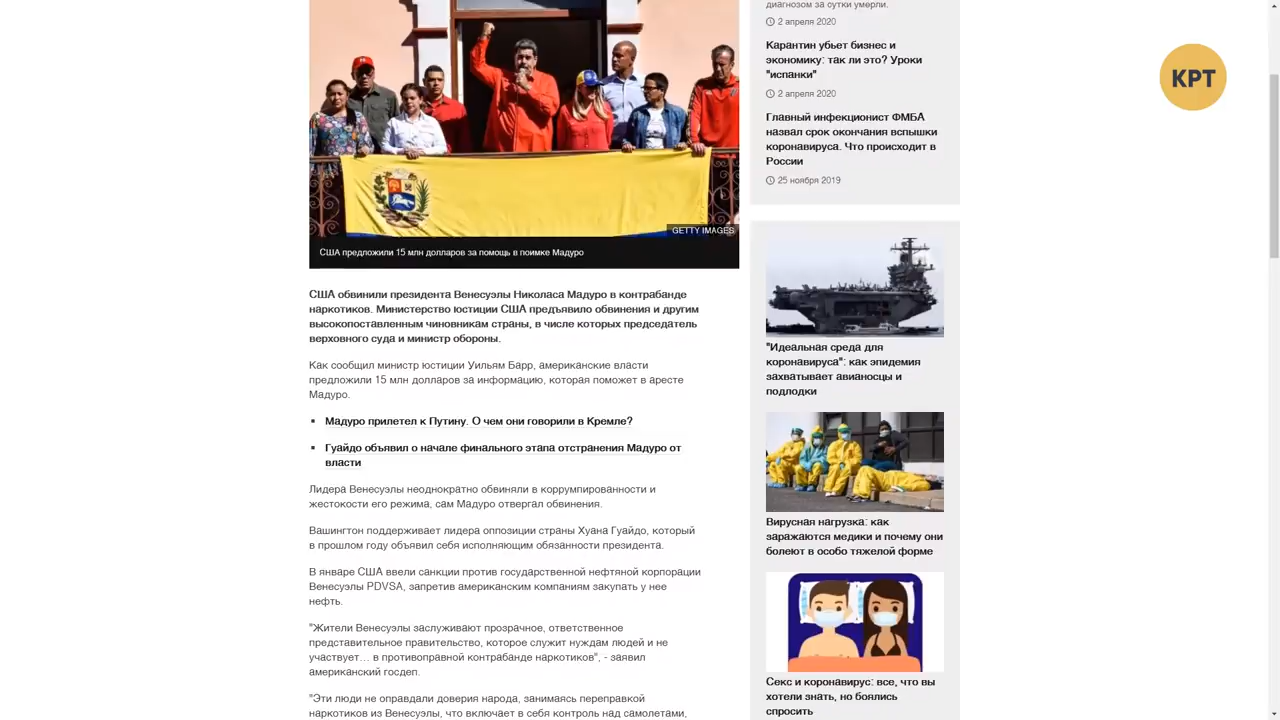 GETTY IMAGES
США предложили 15 млн долларов за помощь в поимке Мадуро
США обвинили президента Венесуэлы Николаса Мадуро в контрабанде
наркотиков. Министерство юстиции США предъявило обвинения и другим
высокопоставленным чиновникам страны, в числе которых председатель
верховного суда и министр обороны.
Как сообщил министр юстиции Уильям Барр, американские власти
предложили 15 млн долларов за информацию, которая поможет в аресте
Мадуро.
Мадуро прилетел к Путину. О чем они говорили в Кремле?
Гуайдо объявил о начале финального этапа отстранения Мадуро от
власти
Лидера Венесуэлы неоднократно обвиняли в коррумпированности и
жестокости его режима, сам Мадуро отвергал обвинения.
Вашингтон поддерживает лидера оппозиции страны Хуана Гуайдо, который
в прошлом году объявил себя исполняющим обязанности президента.
В январе США ввели санкции против государственной нефтяной корпорации
Венесуэлы PDVSA, запретив американским компаниям закупать у нее
нефть.
"Жители Венесуэлы заслуживают прозрачное, ответственное
представительное правительство, которое служит нуждам людей и не
участвует… в противоправной контрабанде наркотиков", - заявил
американский госдеп.
"Эти люди не оправдали доверия народа, занимаясь переправкой
наркотиков из Венесуэлы, что включает в себя контроль над самолетами,
диагнозом за сутки умерли.
2 апреля 2020
Карантин убьет бизнес и
экономику: так ли это? Уроки
"испанки"
2 апреля 2020
Главный инфекционист ФМБА
назвал срок окончания вспышки
коронавируса. Что происходит в
России
25 ноября 2019
"Идеальная среда для
коронавируса": как эпидемия
захватывает авианосцы и
подлодки
Вирусная нагрузка: как
заражаются медики и почему они
болеют в особо тяжелой форме
Секс и коронавирус: все, что вы
хотели знать, но боялись
спросить
КРТ